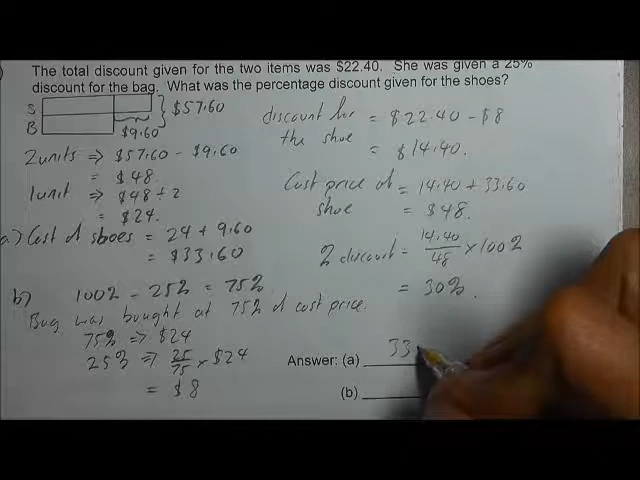 The total discount given for the two items was $22.40. She was given a 25%
discount for the bag. What was the percentage discount given for the shoes?
S
B
$57.60
$9.60
2units ⇒ $57.60 - $9.60
= $48.
1unit ⇒ $48 ÷ 2
= $24.
a) Cost of shoes = 24 + 9.60
= $33.60
b) 100% - 25% = 75%
Bag was bought at 75% of cost price.
75% ⇒ $24
25% ⇒ 25/75 × $24
= $8
discount for the shoe = $22.40 - $8
= $14.40.
Cost price of shoe = 14.40 + 33.60
= $48.
% discount = 14.40/48 × 100%
= 30%.
Answer: (a) 33.
(b)